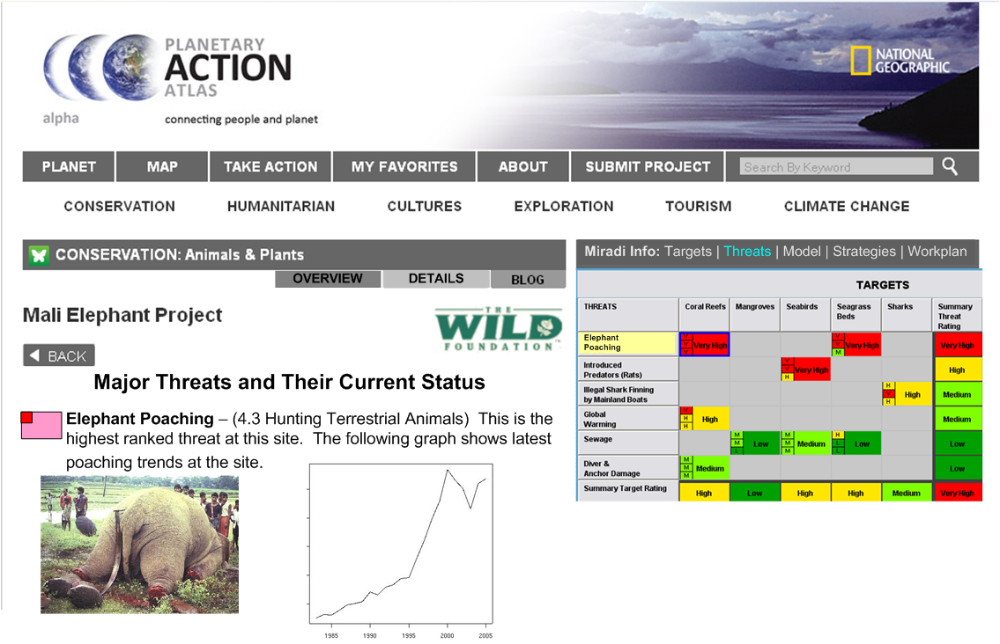 PLANETARY
ACTION
ATLAS
alpha
connecting people and planet
NATIONAL
GEOGRAPHIC
PLANET MAP TAKE ACTION MY FAVORITES ABOUT SUBMIT PROJECT Search By Keyword
CONSERVATION HUMANITARIAN CULTURES EXPLORATION TOURISM CLIMATE CHANGE
CONSERVATION: Animals & Plants
OVERVIEW DETAILS BLOG
Mali Elephant Project
THE
WILD
FOUNDATION
BACK
Major Threats and Their Current Status
Elephant Poaching – (4.3 Hunting Terrestrial Animals)  This is the
highest ranked threat at this site.  The following graph shows latest
poaching trends at the site.
1985 1990 1995 2000 2005
Miradi Info: Targets | Threats | Model | Strategies | Workplan
TARGETS
THREATS Coral Reefs Mangroves Seabirds Seagrass Beds Sharks Summary Threat Rating
Elephant
Poaching
V V V Very High V V M Very High Very High
Introduced
Predators (Rats)
V V H Very High High
Illegal Shark Finning
by Mainland Boats
H V H High Medium
Global
Warming
V H H High Medium
Sewage
M M L Low M M M Medium H L L Low Low
Diver &
Anchor Damage
M M M Medium Low
Summary Target Rating High Low High High Medium Very High